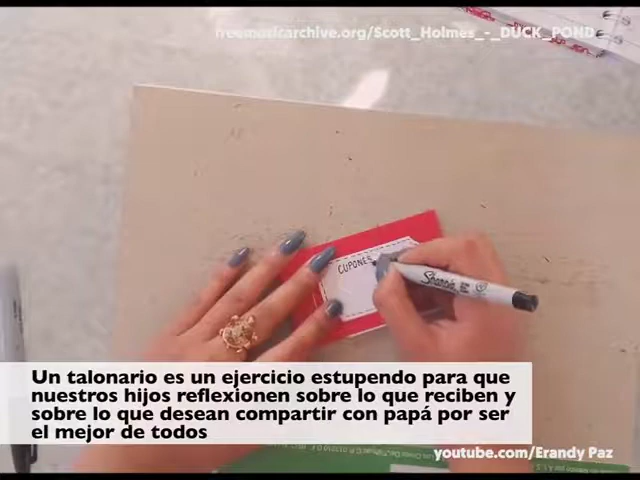 freemusicarchive.org/Scott_Holmes_-_DUCK_POND_
CUPONES
Sharpie
Un talonario es un ejercicio estupendo para que
nuestros hijos reflexionen sobre lo que reciben y
sobre lo que desean compartir con papá por ser
el mejor de todos
youtube.com/Erandy Paz